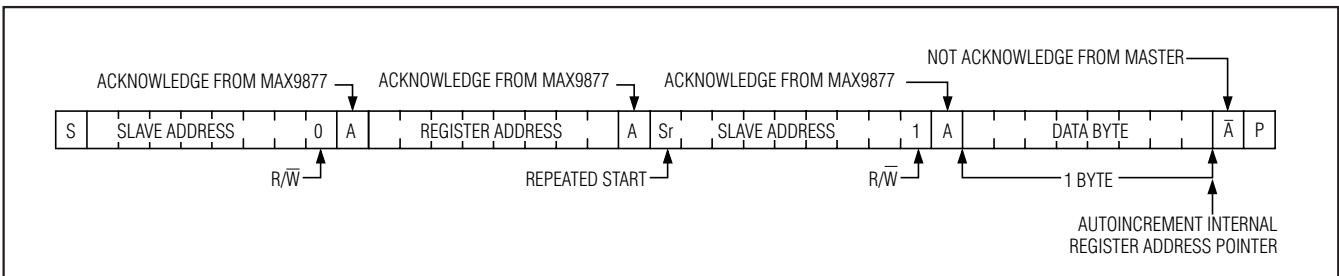 NOT ACKNOWLEDGE FROM MASTER
ACKNOWLEDGE FROM MAX9877 ACKNOWLEDGE FROM MAX9877 ACKNOWLEDGE FROM MAX9877
S SLAVE ADDRESS 0 A REGISTER ADDRESS A Sr SLAVE ADDRESS 1 A DATA BYTE A̅ P
R/W̅ REPEATED START R/W̅ 1 BYTE
AUTOINCREMENT INTERNAL
REGISTER ADDRESS POINTER